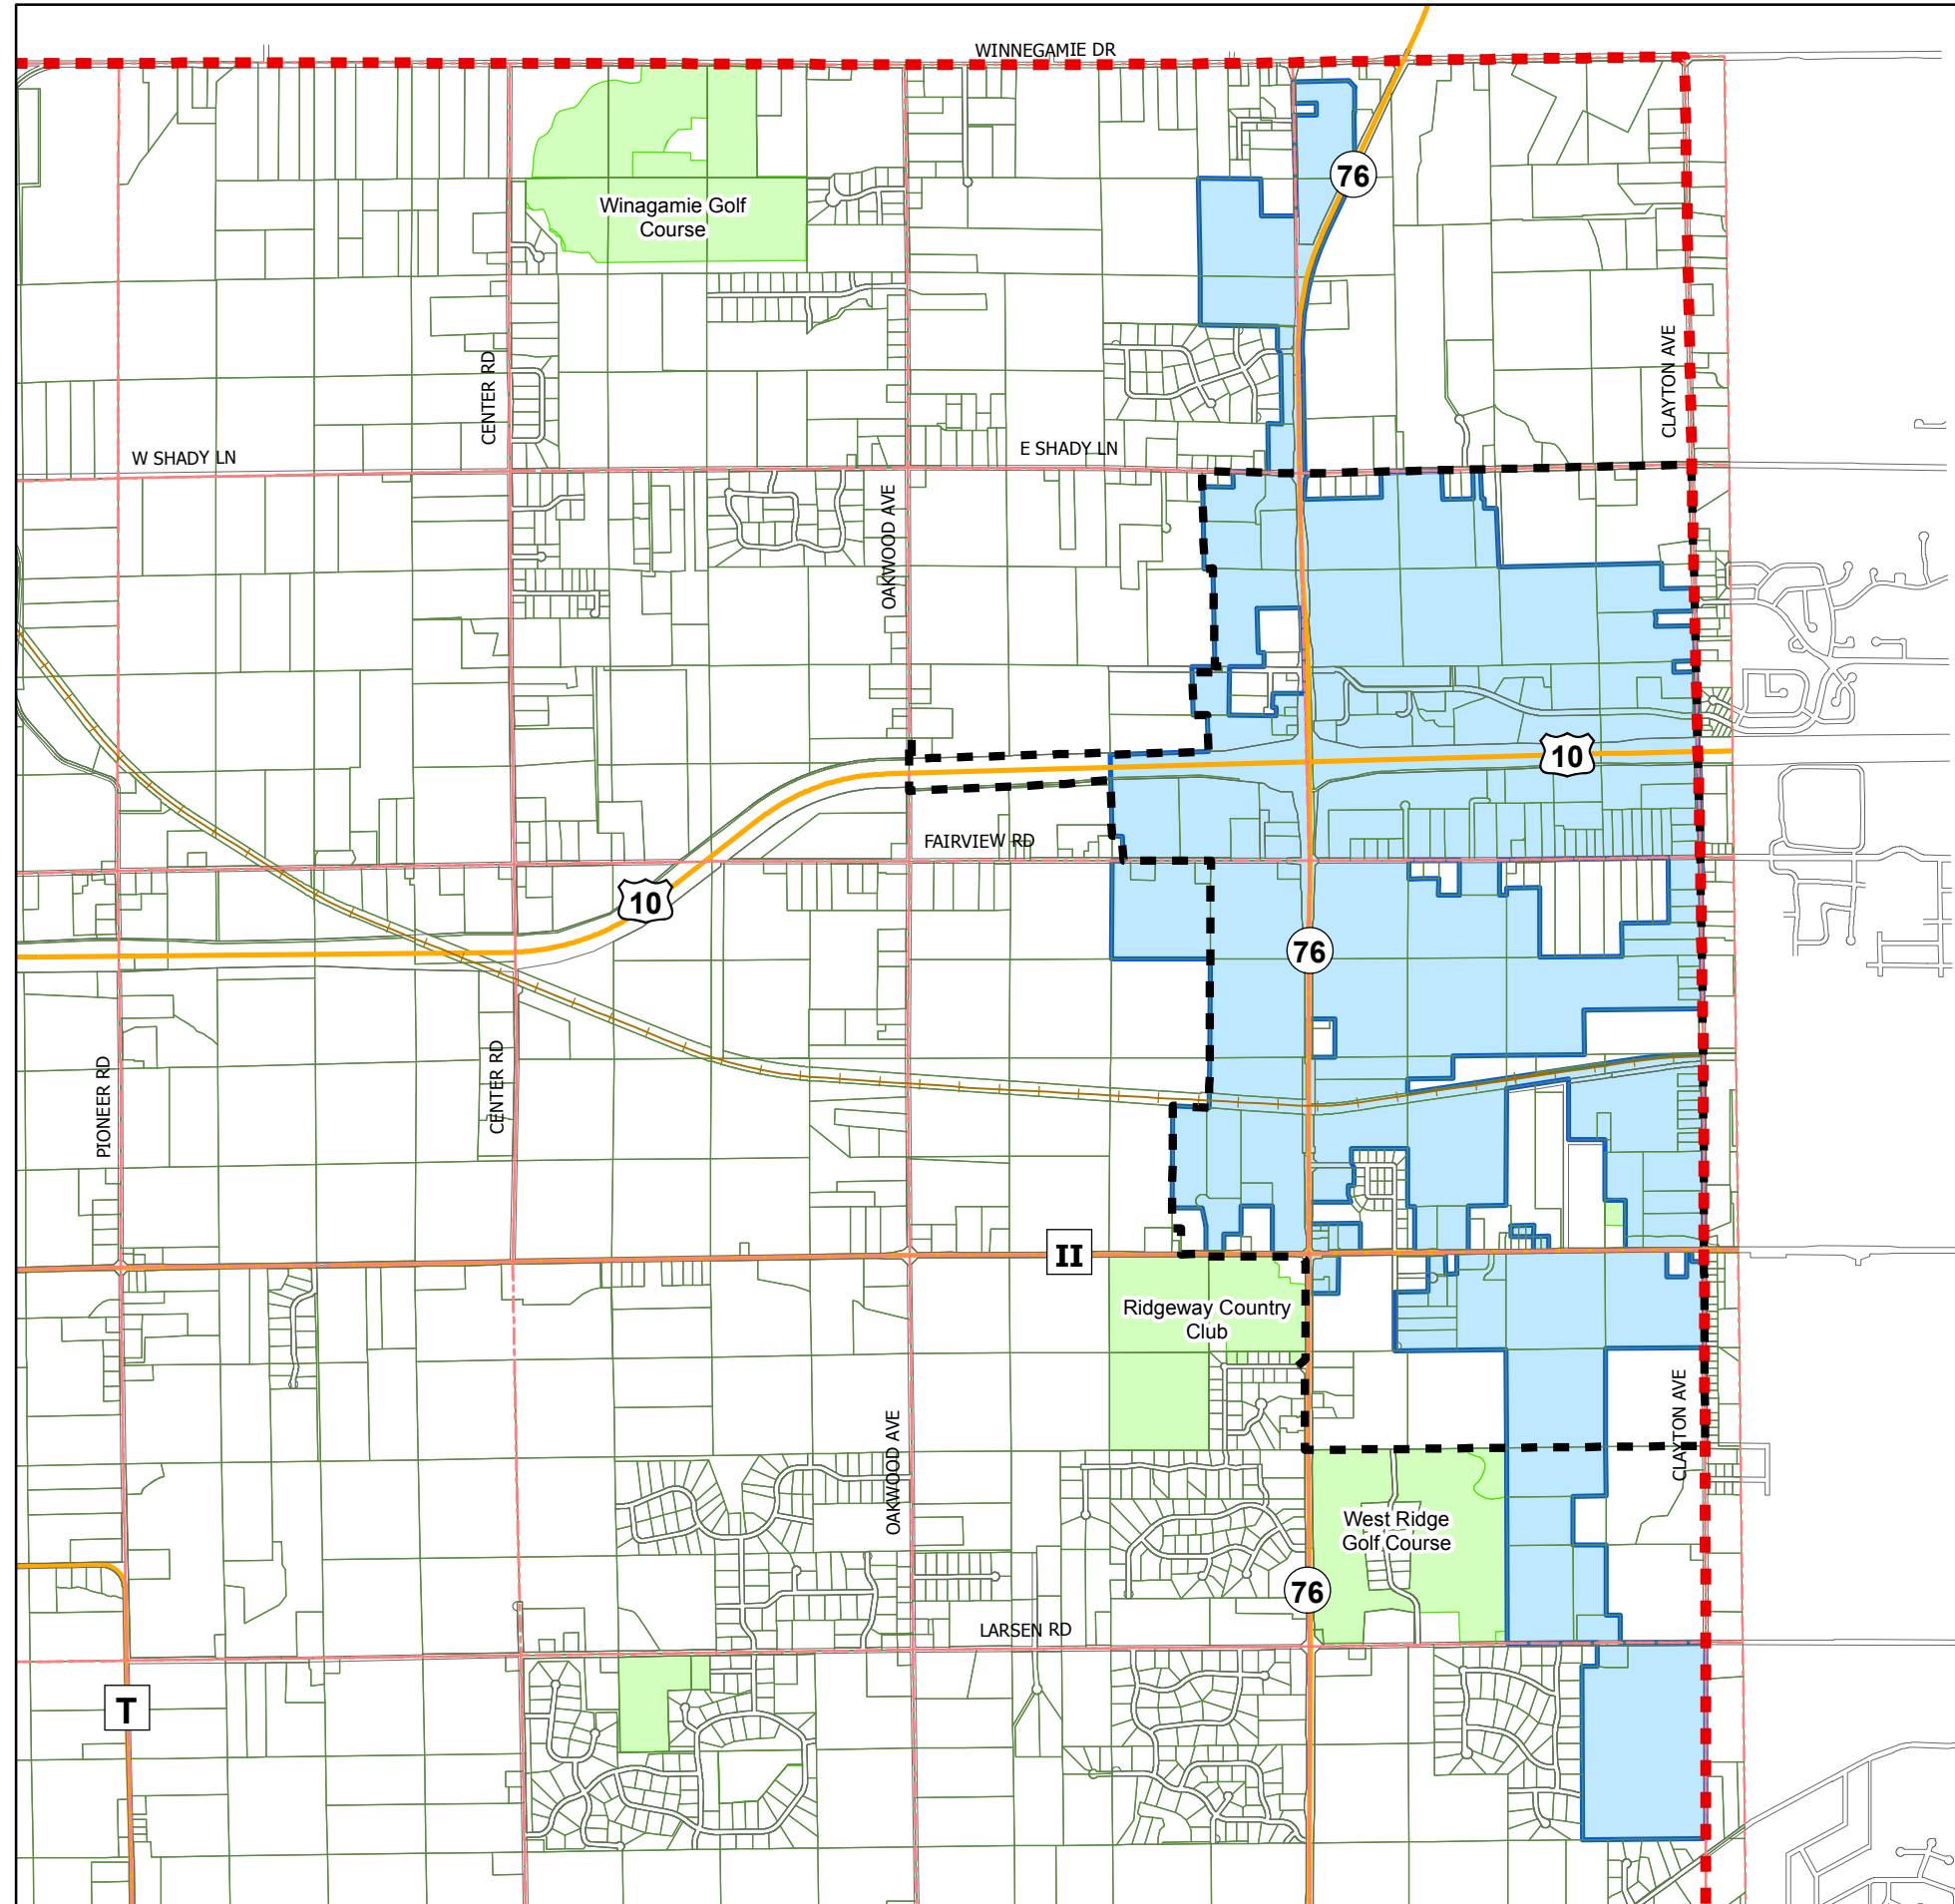 WINNEGAMIE DR
76
Winagamie Golf
Course
CENTER RD
CLAYTON AVE
W SHADY LN
E SHADY LN
OAKWOOD AVE
10
FAIRVIEW RD
10
76
PIONEER RD
CENTER RD
II
Ridgeway Country
Club
CLAYTON AVE
OAKWOOD AVE
West Ridge
Golf Course
76
LARSEN RD
T